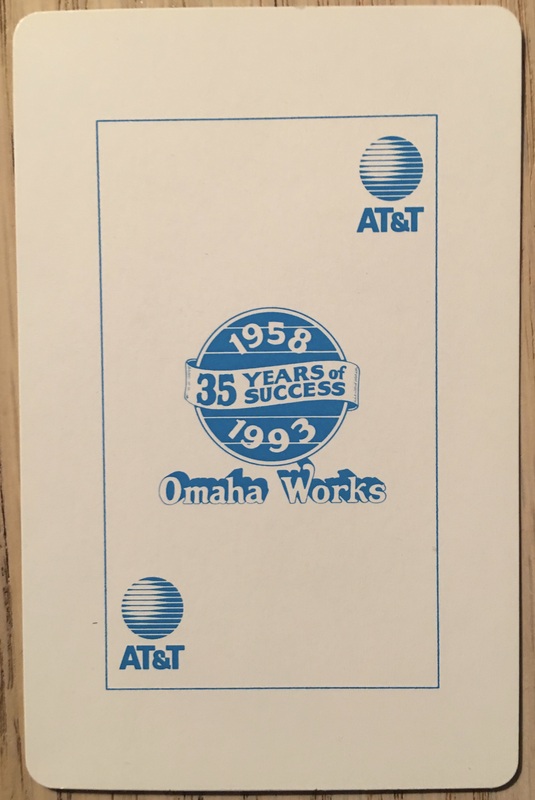 AT&T
1958
35 YEARS of
SUCCESS
1993
Omaha Works
AT&T